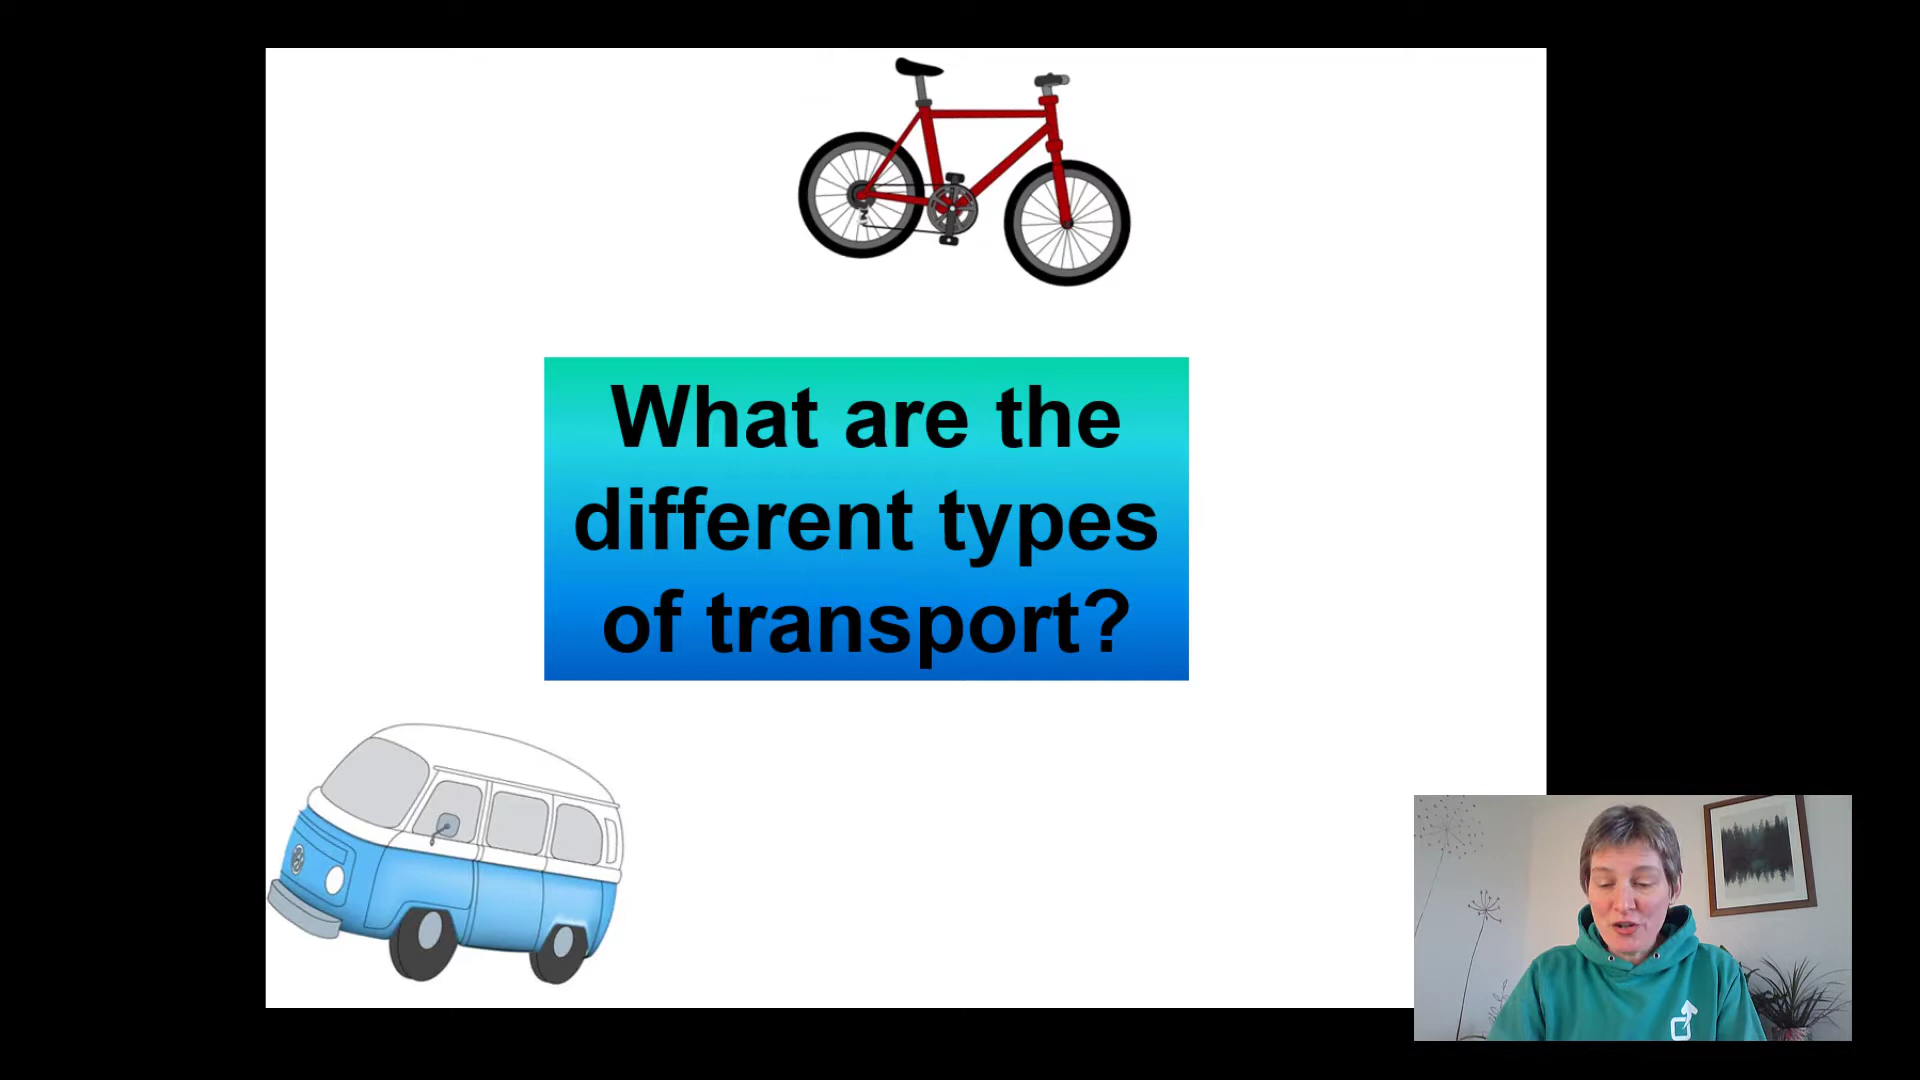 What are the
different types
of transport?